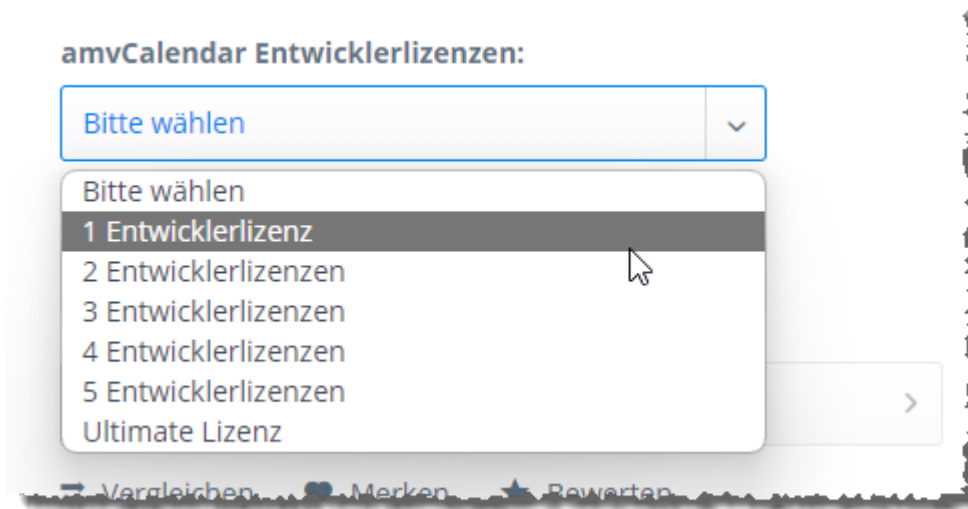 amvCalendar Entwicklerlizenzen:
Bitte wählen
Bitte wählen
1 Entwicklerlizenz
2 Entwicklerlizenzen
3 Entwicklerlizenzen
4 Entwicklerlizenzen
5 Entwicklerlizenzen
Ultimate Lizenz
Vergleichen Merken Bewerten